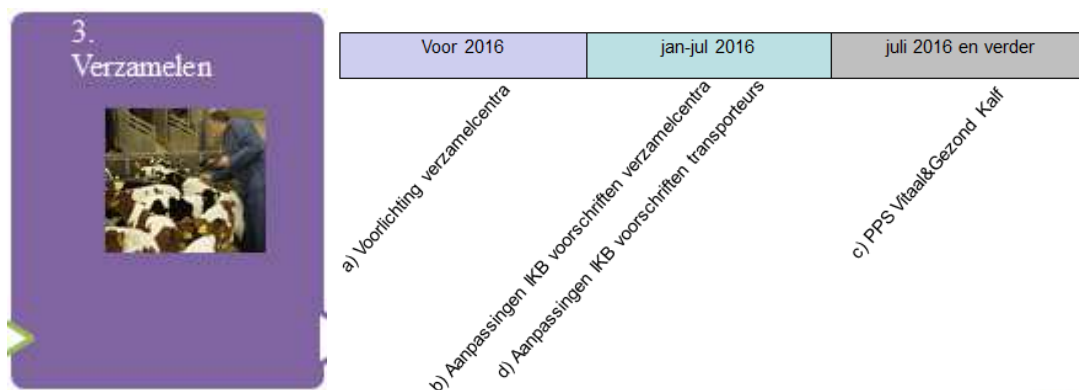 3.
Verzamelen
Voor 2016
jan-jul 2016
juli 2016 en verder
a) Voorlichting verzamelcentra
b) Aanpassingen IKB voorschriften verzamelcentra
d) Aanpassingen IKB voorschriften transporteurs
c) PPS Vitaal&Gezond Kalf